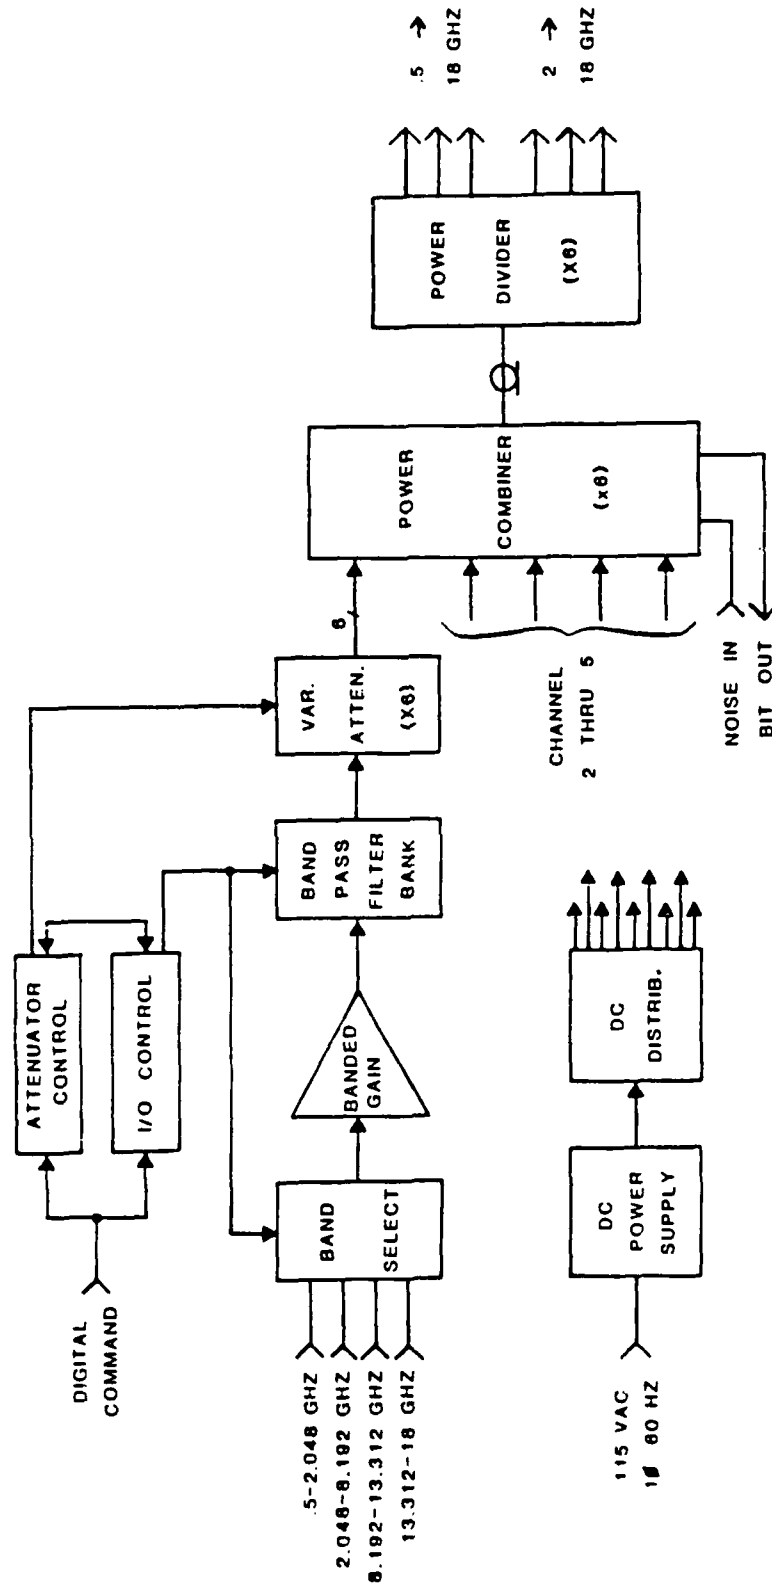 DIGITAL
COMMAND
ATTENUATOR
CONTROL
I/O CONTROL
.5-2.048 GHZ
2.048-8.192 GHZ
8.192-13.312 GHZ
13.312-18 GHZ
BAND
SELECT
BANDED
GAIN
BAND
PASS
FILTER
BANK
VAR.
ATTEN.
(X6)
6
CHANNEL
2 THRU 5
POWER
COMBINER
(X6)
NOISE IN
BIT OUT
POWER
DIVIDER
(X6)
.5 →
18 GHZ
2 →
18 GHZ
115 VAC
60 HZ
DC
POWER
SUPPLY
DC
DISTRIB.